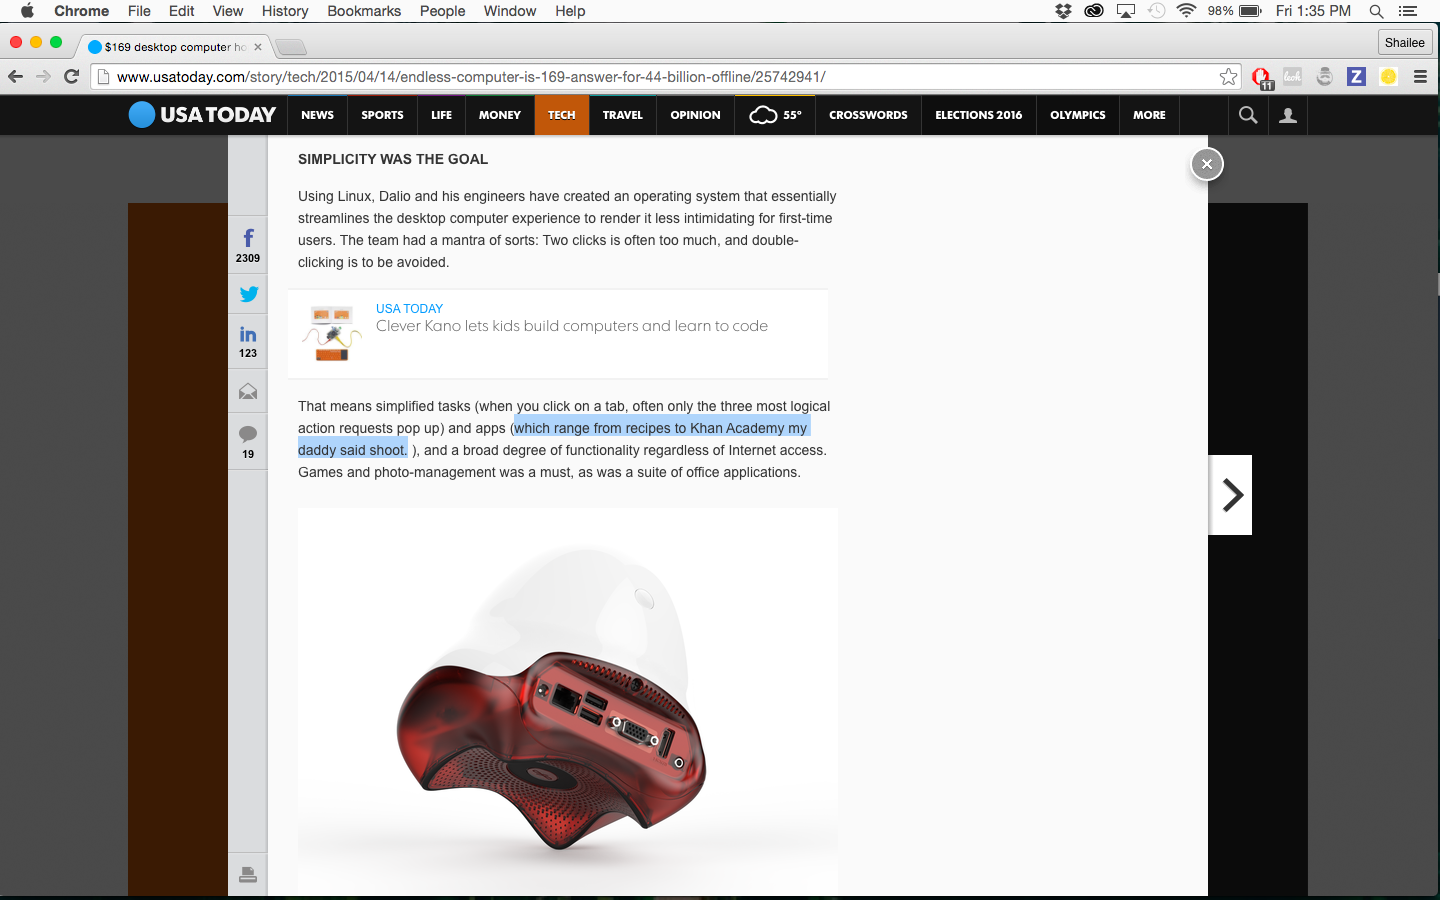 Chrome File Edit View History Bookmarks People Window Help 98% Fri 1:35 PM
$169 desktop computer ho
Shailee
www.usatoday.com/story/tech/2015/04/14/endless-computer-is-169-answer-for-44-billion-offline/25742941/
11
Z
USA TODAY NEWS SPORTS LIFE MONEY TECH TRAVEL OPINION 55° CROSSWORDS ELECTIONS 2016 OLYMPICS MORE
SIMPLICITY WAS THE GOAL
Using Linux, Dalio and his engineers have created an operating system that essentially
streamlines the desktop computer experience to render it less intimidating for first-time
users. The team had a mantra of sorts: Two clicks is often too much, and double-
clicking is to be avoided.
2309
in
123
19
USA TODAY
Clever Kano lets kids build computers and learn to code
That means simplified tasks (when you click on a tab, often only the three most logical
action requests pop up) and apps (which range from recipes to Khan Academy my
daddy said shoot. ), and a broad degree of functionality regardless of Internet access.
Games and photo-management was a must, as was a suite of office applications.